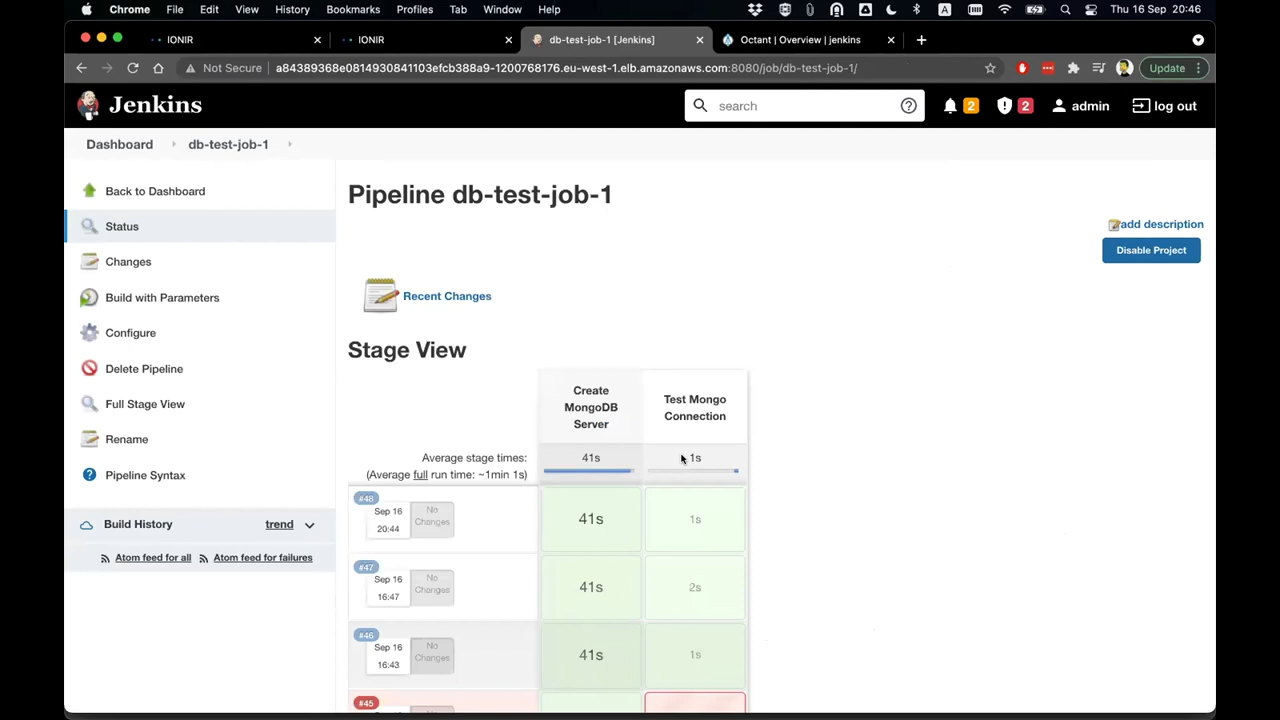 Chrome File Edit View History Bookmarks Profiles Tab Window Help A Thu 16 Sep 20:46
IONIR IONIR db-test-job-1 [Jenkins] Octant | Overview | jenkins
Not Secure a84389368e0814930841103efcb388a9-1200768176.eu-west-1.elb.amazonaws.com:8080/job/db-test-job-1/ Update
Jenkins search 2 2 admin log out
Dashboard db-test-job-1
Back to Dashboard
Status
Changes
Build with Parameters
Configure
Delete Pipeline
Full Stage View
Rename
Pipeline Syntax
Build History trend
Atom feed for all Atom feed for failures
Pipeline db-test-job-1
add description
Disable Project
Recent Changes
Stage View
Create
MongoDB
Server
Test Mongo
Connection
Average stage times: 41s 1s
(Average full run time: ~1min 1s)
#48
Sep 16
20:44
No
Changes
41s 1s
#47
Sep 16
16:47
No
Changes
41s 2s
#46
Sep 16
16:43
No
Changes
41s 1s
#45